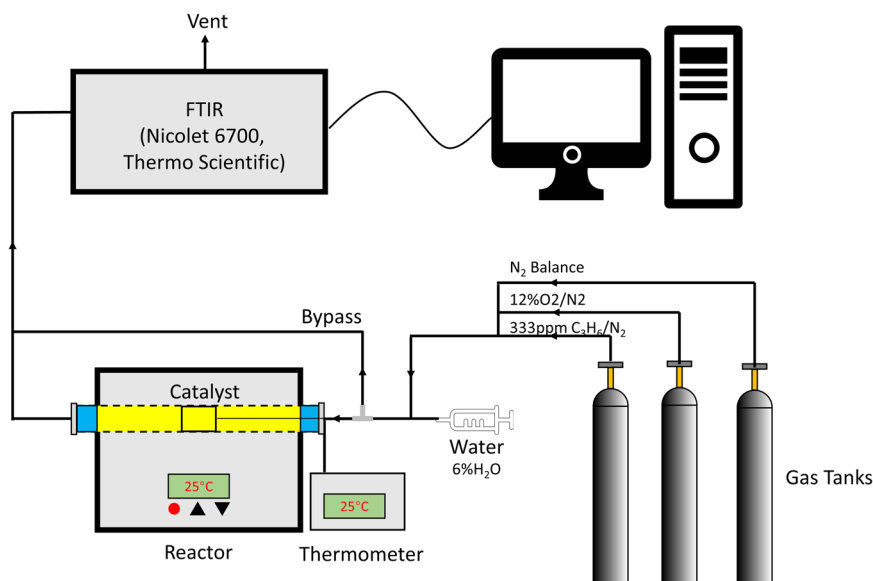 Vent
FTIR
(Nicolet 6700,
Thermo Scientific)
N₂ Balance
12%O2/N2
333ppm C₃H₆/N₂
Bypass
Catalyst
Water
6%H₂O
25°C
25°C
Gas Tanks
Reactor
Thermometer